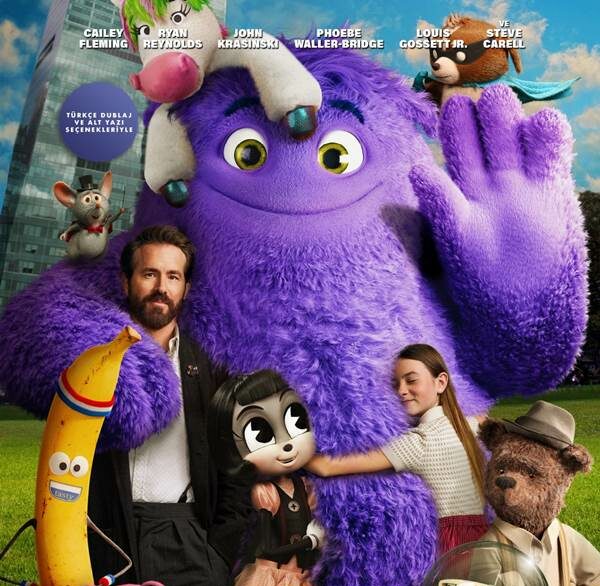 VE
CAILEY RYAN JOHN PHOEBE LOUIS STEVE
FLEMING REYNOLDS KRASINSKI WALLER-BRIDGE GOSSETT JR. CARELL
TÜRKÇE DUBLAJ
VE ALT YAZI
SEÇENEKLERİYLE
tasty